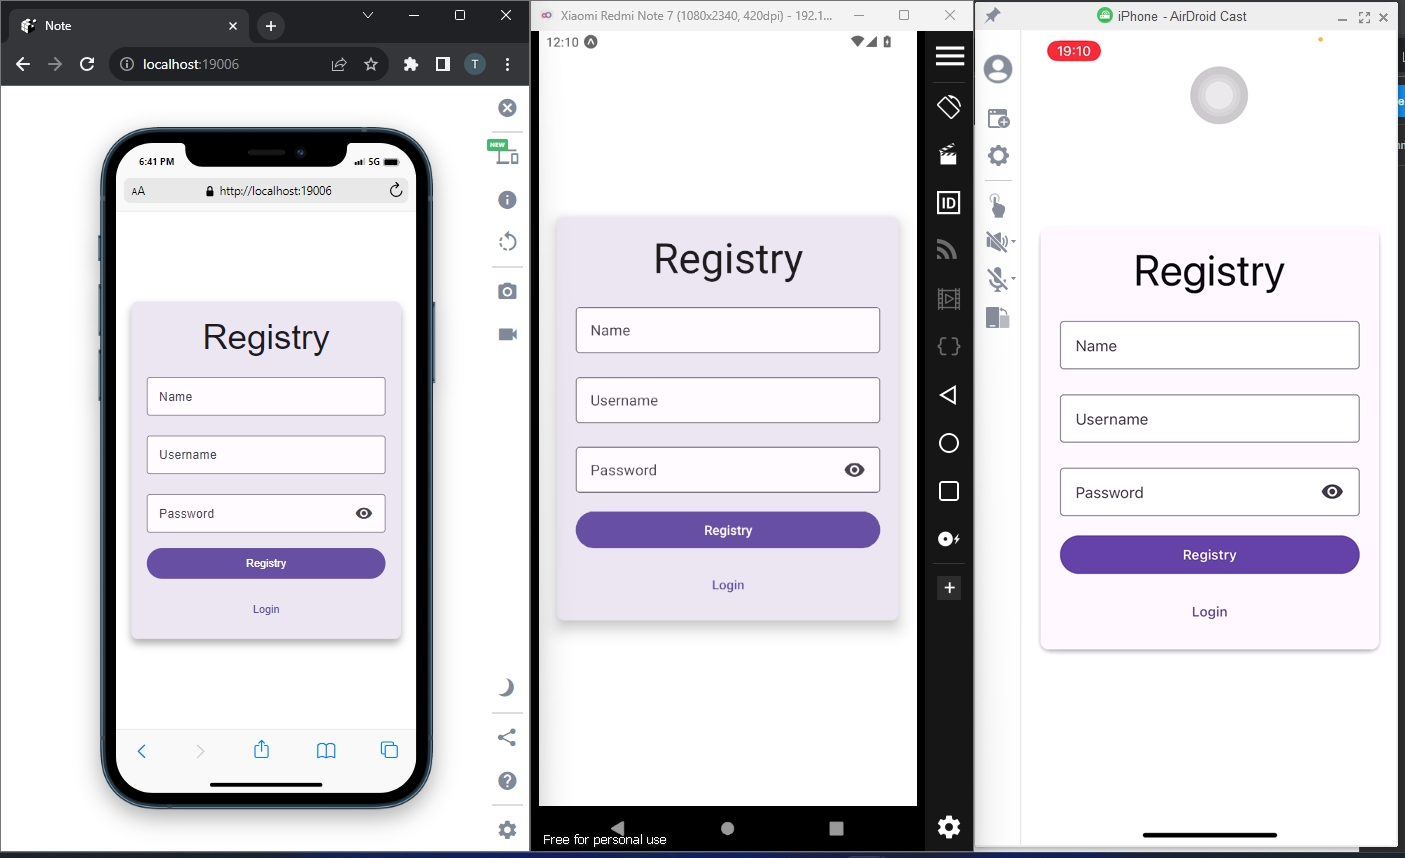 Note
localhost:19006
T
NEW
6:41 PM
5G
AA
http://localhost:19006
Registry
Name
Username
Password
Registry
Login
Xiaomi Redmi Note 7 (1080x2340, 420dpi) - 192.1...
12:10
Registry
Name
Username
Password
Registry
Login
Free for personal use
ID
iPhone - AirDroid Cast
19:10
Registry
Name
Username
Password
Registry
Login